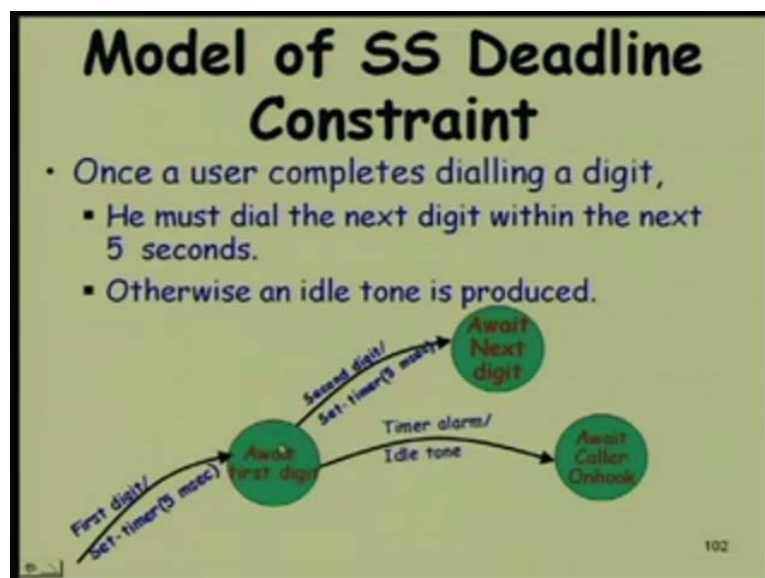 Model of SS Deadline
Constraint
• Once a user completes dialling a digit,
▪ He must dial the next digit within the next
5 seconds.
▪ Otherwise an idle tone is produced.
Await
Next
digit
Second digit/
Set-timer(5 msec)
Timer alarm/
Idle tone
Await
first digit
Await
Caller
Onhook
First digit/
Set-timer(5 msec)
102